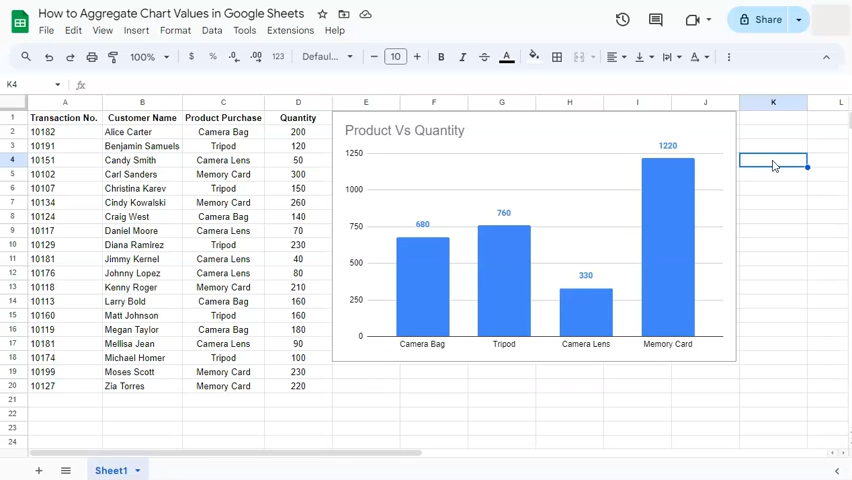 How to Aggregate Chart Values in Google Sheets
File Edit View Insert Format Data Tools Extensions Help
Share
100% $ % .0 .00 123 Defaul... 10 B I A
K4 fx
A B C D E F G H I J K L
1 Transaction No. Customer Name Product Purchase Quantity
2 10182 Alice Carter Camera Bag 200
3 10191 Benjamin Samuels Tripod 120
4 10151 Candy Smith Camera Lens 50
5 10102 Carl Sanders Memory Card 300
6 10107 Christina Karev Tripod 150
7 10134 Cindy Kowalski Memory Card 260
8 10124 Craig West Camera Bag 140
9 10117 Daniel Moore Camera Lens 70
10 10129 Diana Ramirez Tripod 230
11 10181 Jimmy Kernel Camera Lens 40
12 10176 Johnny Lopez Camera Lens 80
13 10118 Kenny Roger Memory Card 210
14 10113 Larry Bold Camera Bag 160
15 10160 Matt Johnson Tripod 160
16 10119 Megan Taylor Camera Bag 180
17 10181 Mellisa Jean Camera Lens 90
18 10174 Michael Homer Tripod 100
19 10199 Moses Scott Memory Card 230
20 10127 Zia Torres Memory Card 220
21
22
23
24
Product Vs Quantity
1250
1000
750
500
250
0
680 760 330 1220
Camera Bag Tripod Camera Lens Memory Card
Sheet1